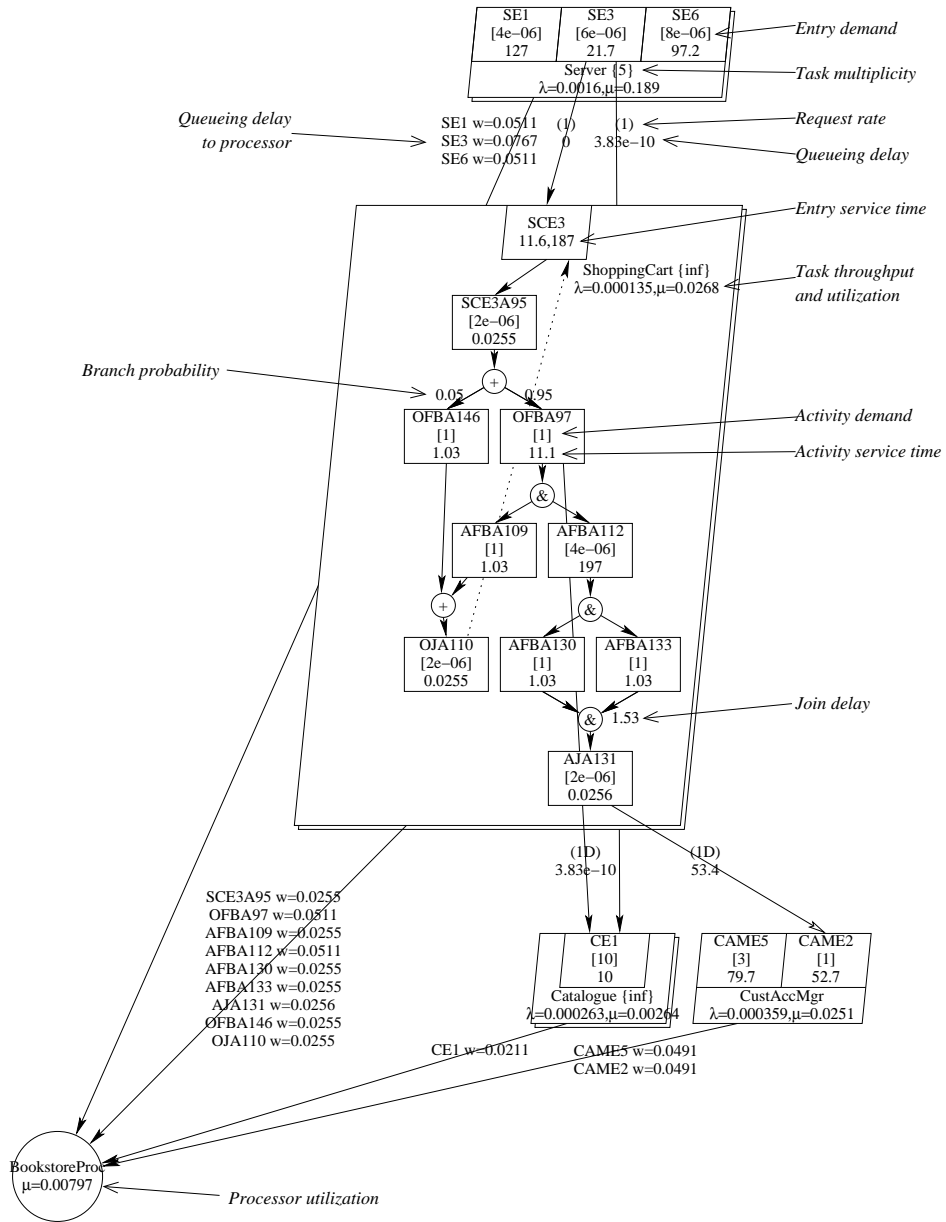 SE1 SE3 SE6
[4e−06] [6e−06] [8e−06]
127 21.7 97.2
Entry demand
Server {5}
λ=0.0016,μ=0.189
Task multiplicity
Queueing delay
to processor
SE1 w=0.0511 (1) (1)
SE3 w=0.0767 0 3.83e−10
SE6 w=0.0511
Request rate
Queueing delay
SCE3
11.6,187
Entry service time
ShoppingCart {inf}
λ=0.000135,μ=0.0268
Task throughput
and utilization
SCE3A95
[2e−06]
0.0255
+
Branch probability
0.05 0.95
OFBA146 OFBA97
[1] [1]
1.03 11.1
Activity demand
Activity service time
&
AFBA109 AFBA112
[1] [4e−06]
1.03 197
+ &
OJA110 AFBA130 AFBA133
[2e−06] [1] [1]
0.0255 1.03 1.03
& 1.53
Join delay
AJA131
[2e−06]
0.0256
(1D) (1D)
3.83e−10 53.4
SCE3A95 w=0.0255
OFBA97 w=0.0511
AFBA109 w=0.0255
AFBA112 w=0.0511
AFBA130 w=0.0255
AFBA133 w=0.0255
AJA131 w=0.0256
OFBA146 w=0.0255
OJA110 w=0.0255
CE1
[10]
10
Catalogue {inf}
λ=0.000263,μ=0.00264
CAME5 CAME2
[3] [1]
79.7 52.7
CustAccMgr
λ=0.000359,μ=0.0251
CE1 w=0.0211
CAME5 w=0.0491
CAME2 w=0.0491
BookstoreProc
μ=0.00797
Processor utilization